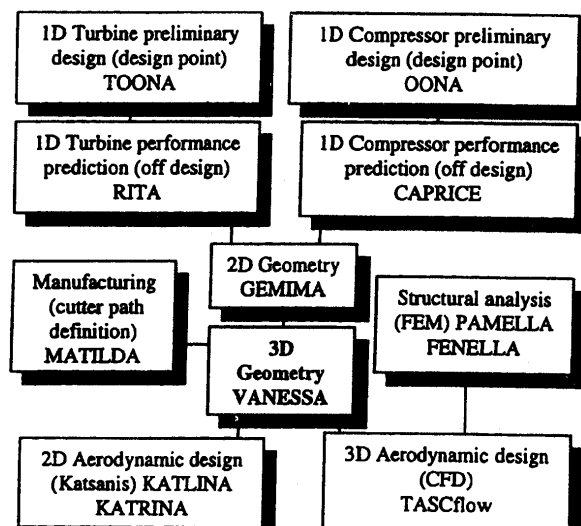 1D Turbine preliminary
design (design point)
TOONA
1D Compressor preliminary
design (design point)
OONA
1D Turbine performance
prediction (off design)
RITA
1D Compressor performance
prediction (off design)
CAPRICE
2D Geometry
GEMIMA
Manufacturing
(cutter path
definition)
MATILDA
Structural analysis
(FEM) PAMELLA
FENELLA
3D
Geometry
VANESSA
2D Aerodynamic design
(Katsanis) KATLINA
KATRINA
3D Aerodynamic design
(CFD)
TASCflow